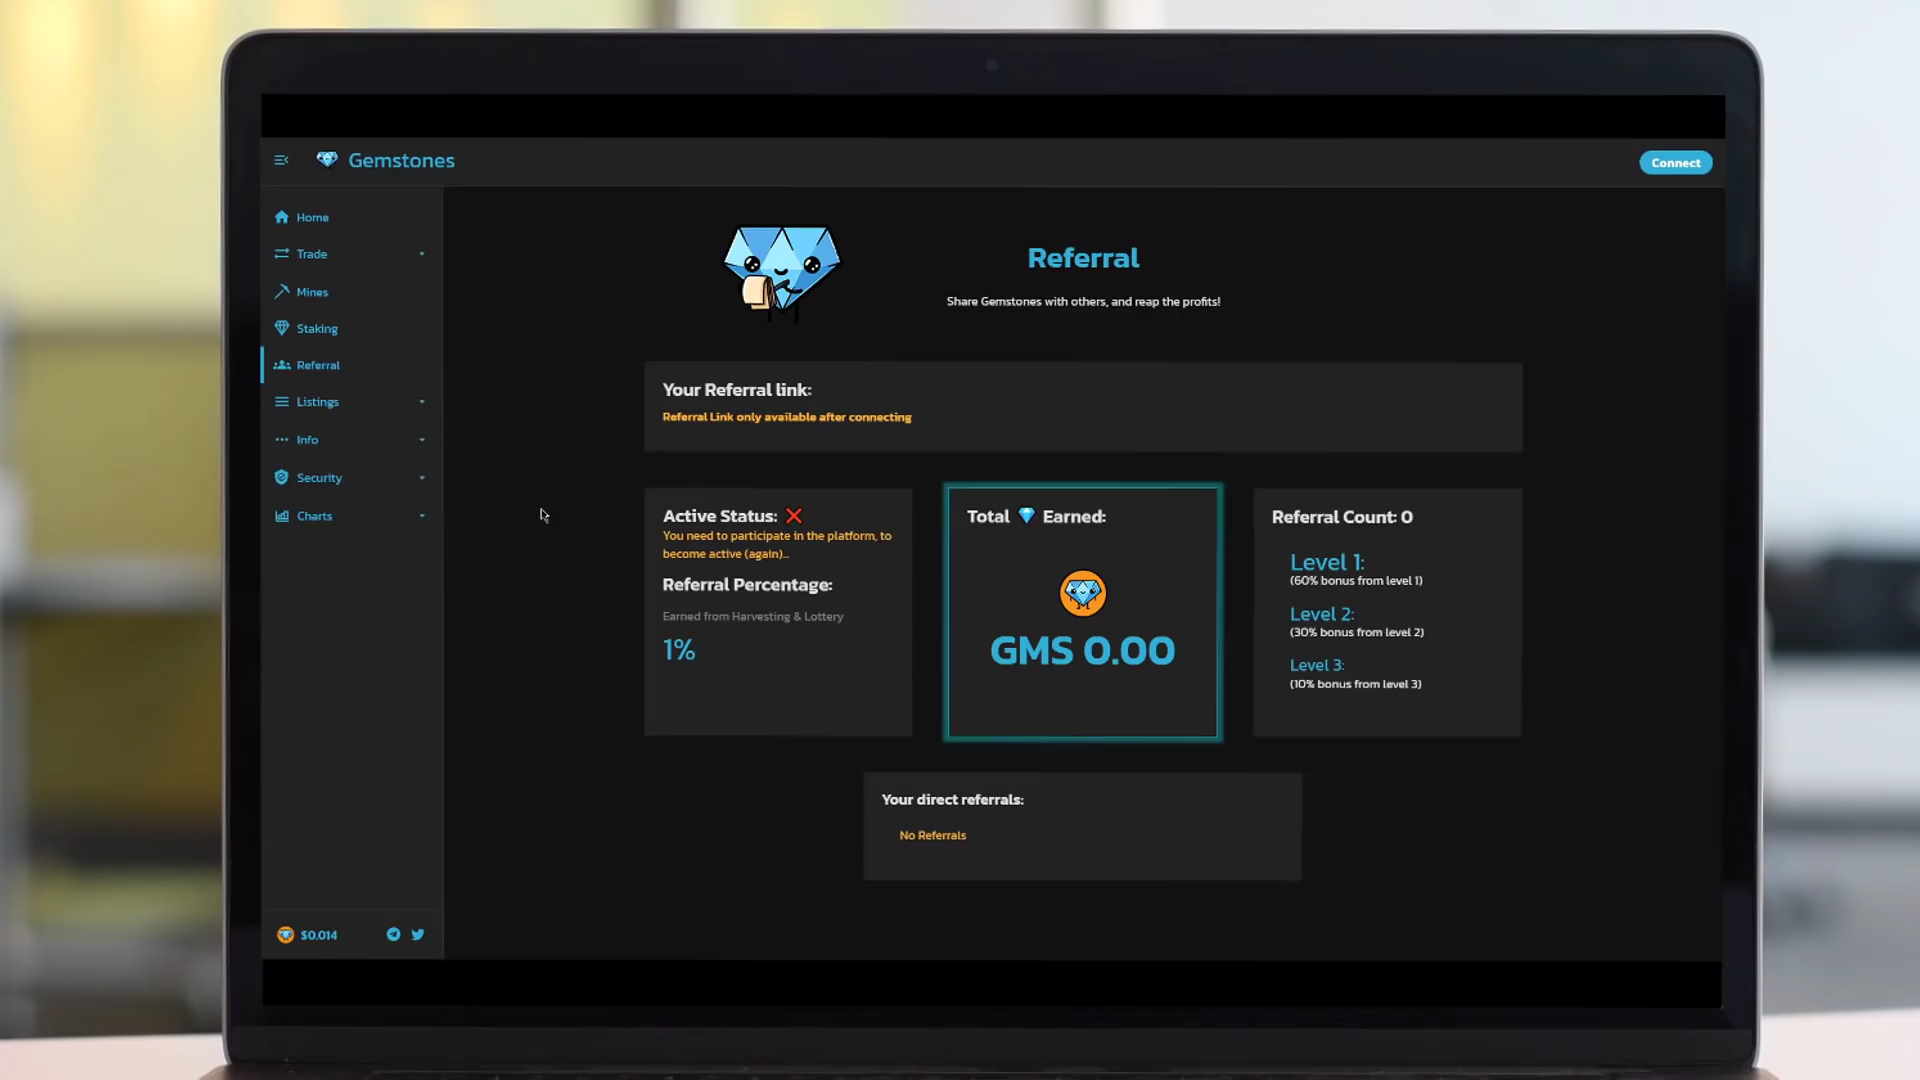 Gemstones
Connect
Home
Trade
Mines
Staking
Referral
Listings
Info
Security
Charts
$0.014
Referral
Share Gemstones with others, and reap the profits!
Your Referral link:
Referral Link only available after connecting
Active Status:
You need to participate in the platform, to
become active (again)...
Referral Percentage:
Earned from Harvesting & Lottery
1%
Total Earned:
GMS 0.00
Referral Count: 0
Level 1:
(60% bonus from level 1)
Level 2:
(30% bonus from level 2)
Level 3:
(10% bonus from level 3)
Your direct referrals:
No Referrals